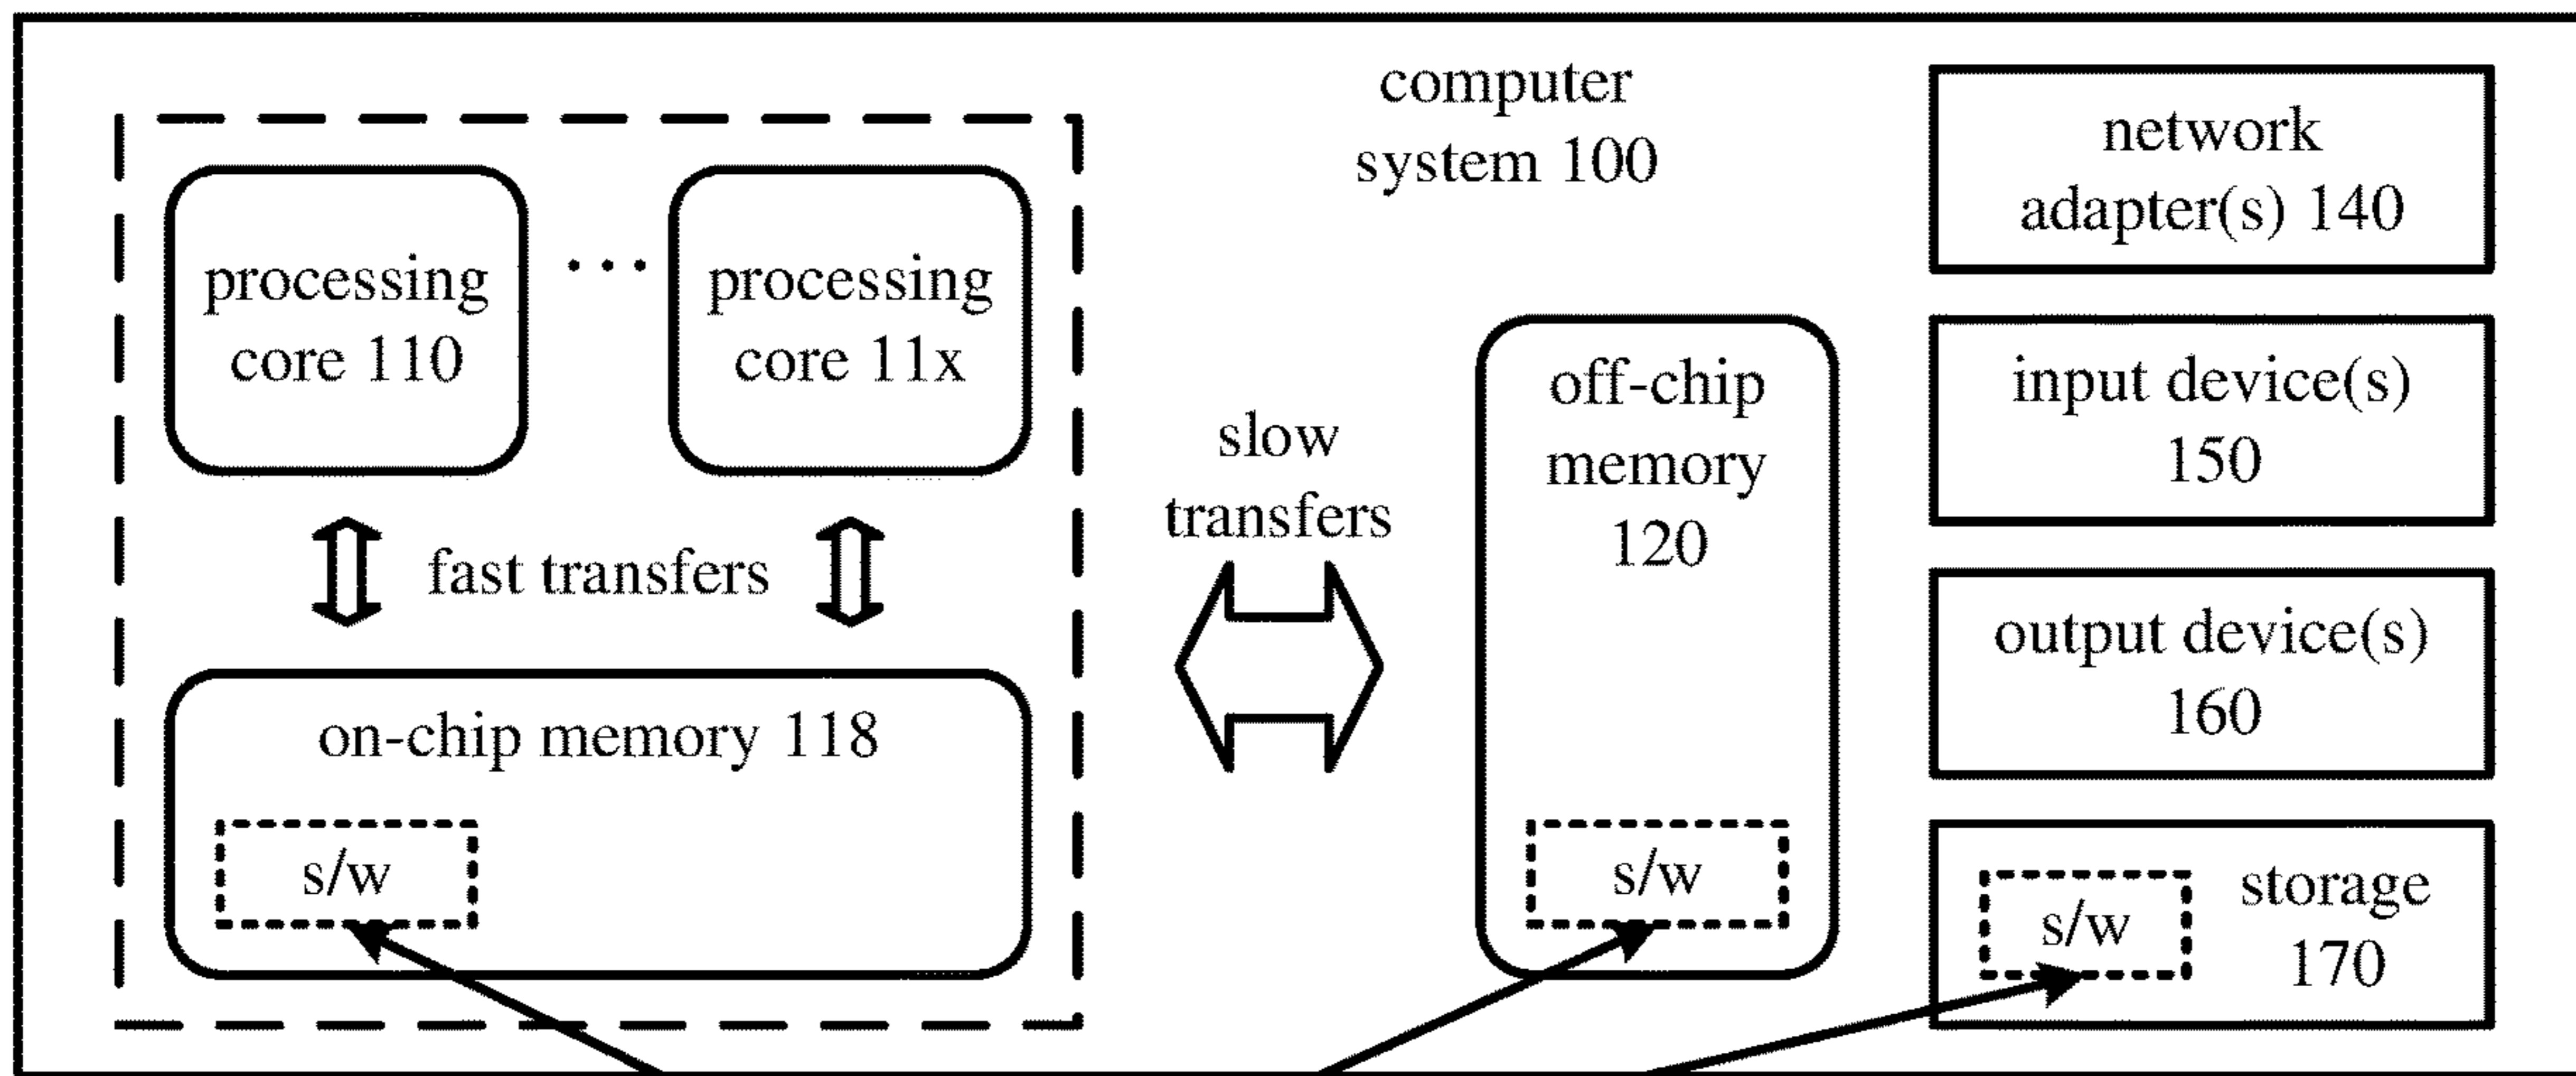 computer
system 100
processing
core 110
. . .
processing
core 11x
fast transfers
on-chip memory 118
s/w
slow
transfers
off-chip
memory
120
s/w
network
adapter(s) 140
input device(s)
150
output device(s)
160
s/w
storage
170